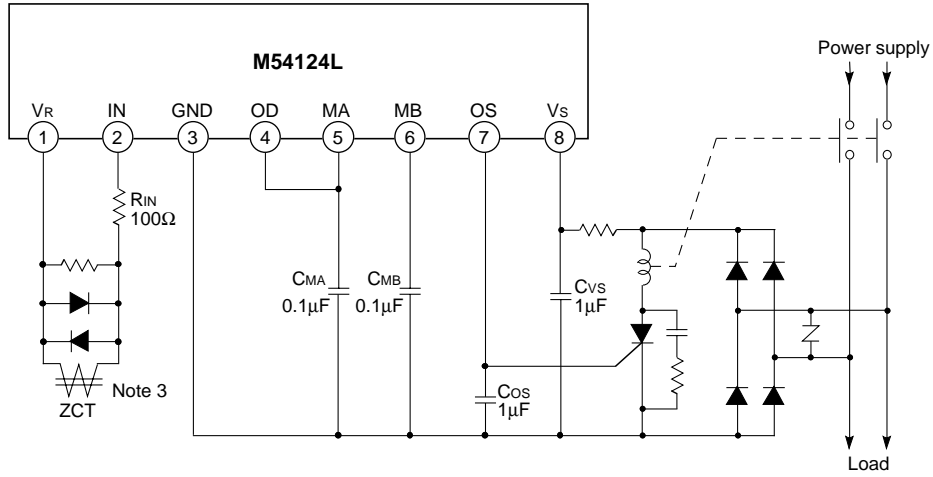 M54124L
Power supply
VR IN GND OD MA MB OS VS
1 2 3 4 5 6 7 8
RIN
100Ω
CMA
0.1µF
CMB
0.1µF
CVS
1µF
COS
1µF
Note 3
ZCT
Load